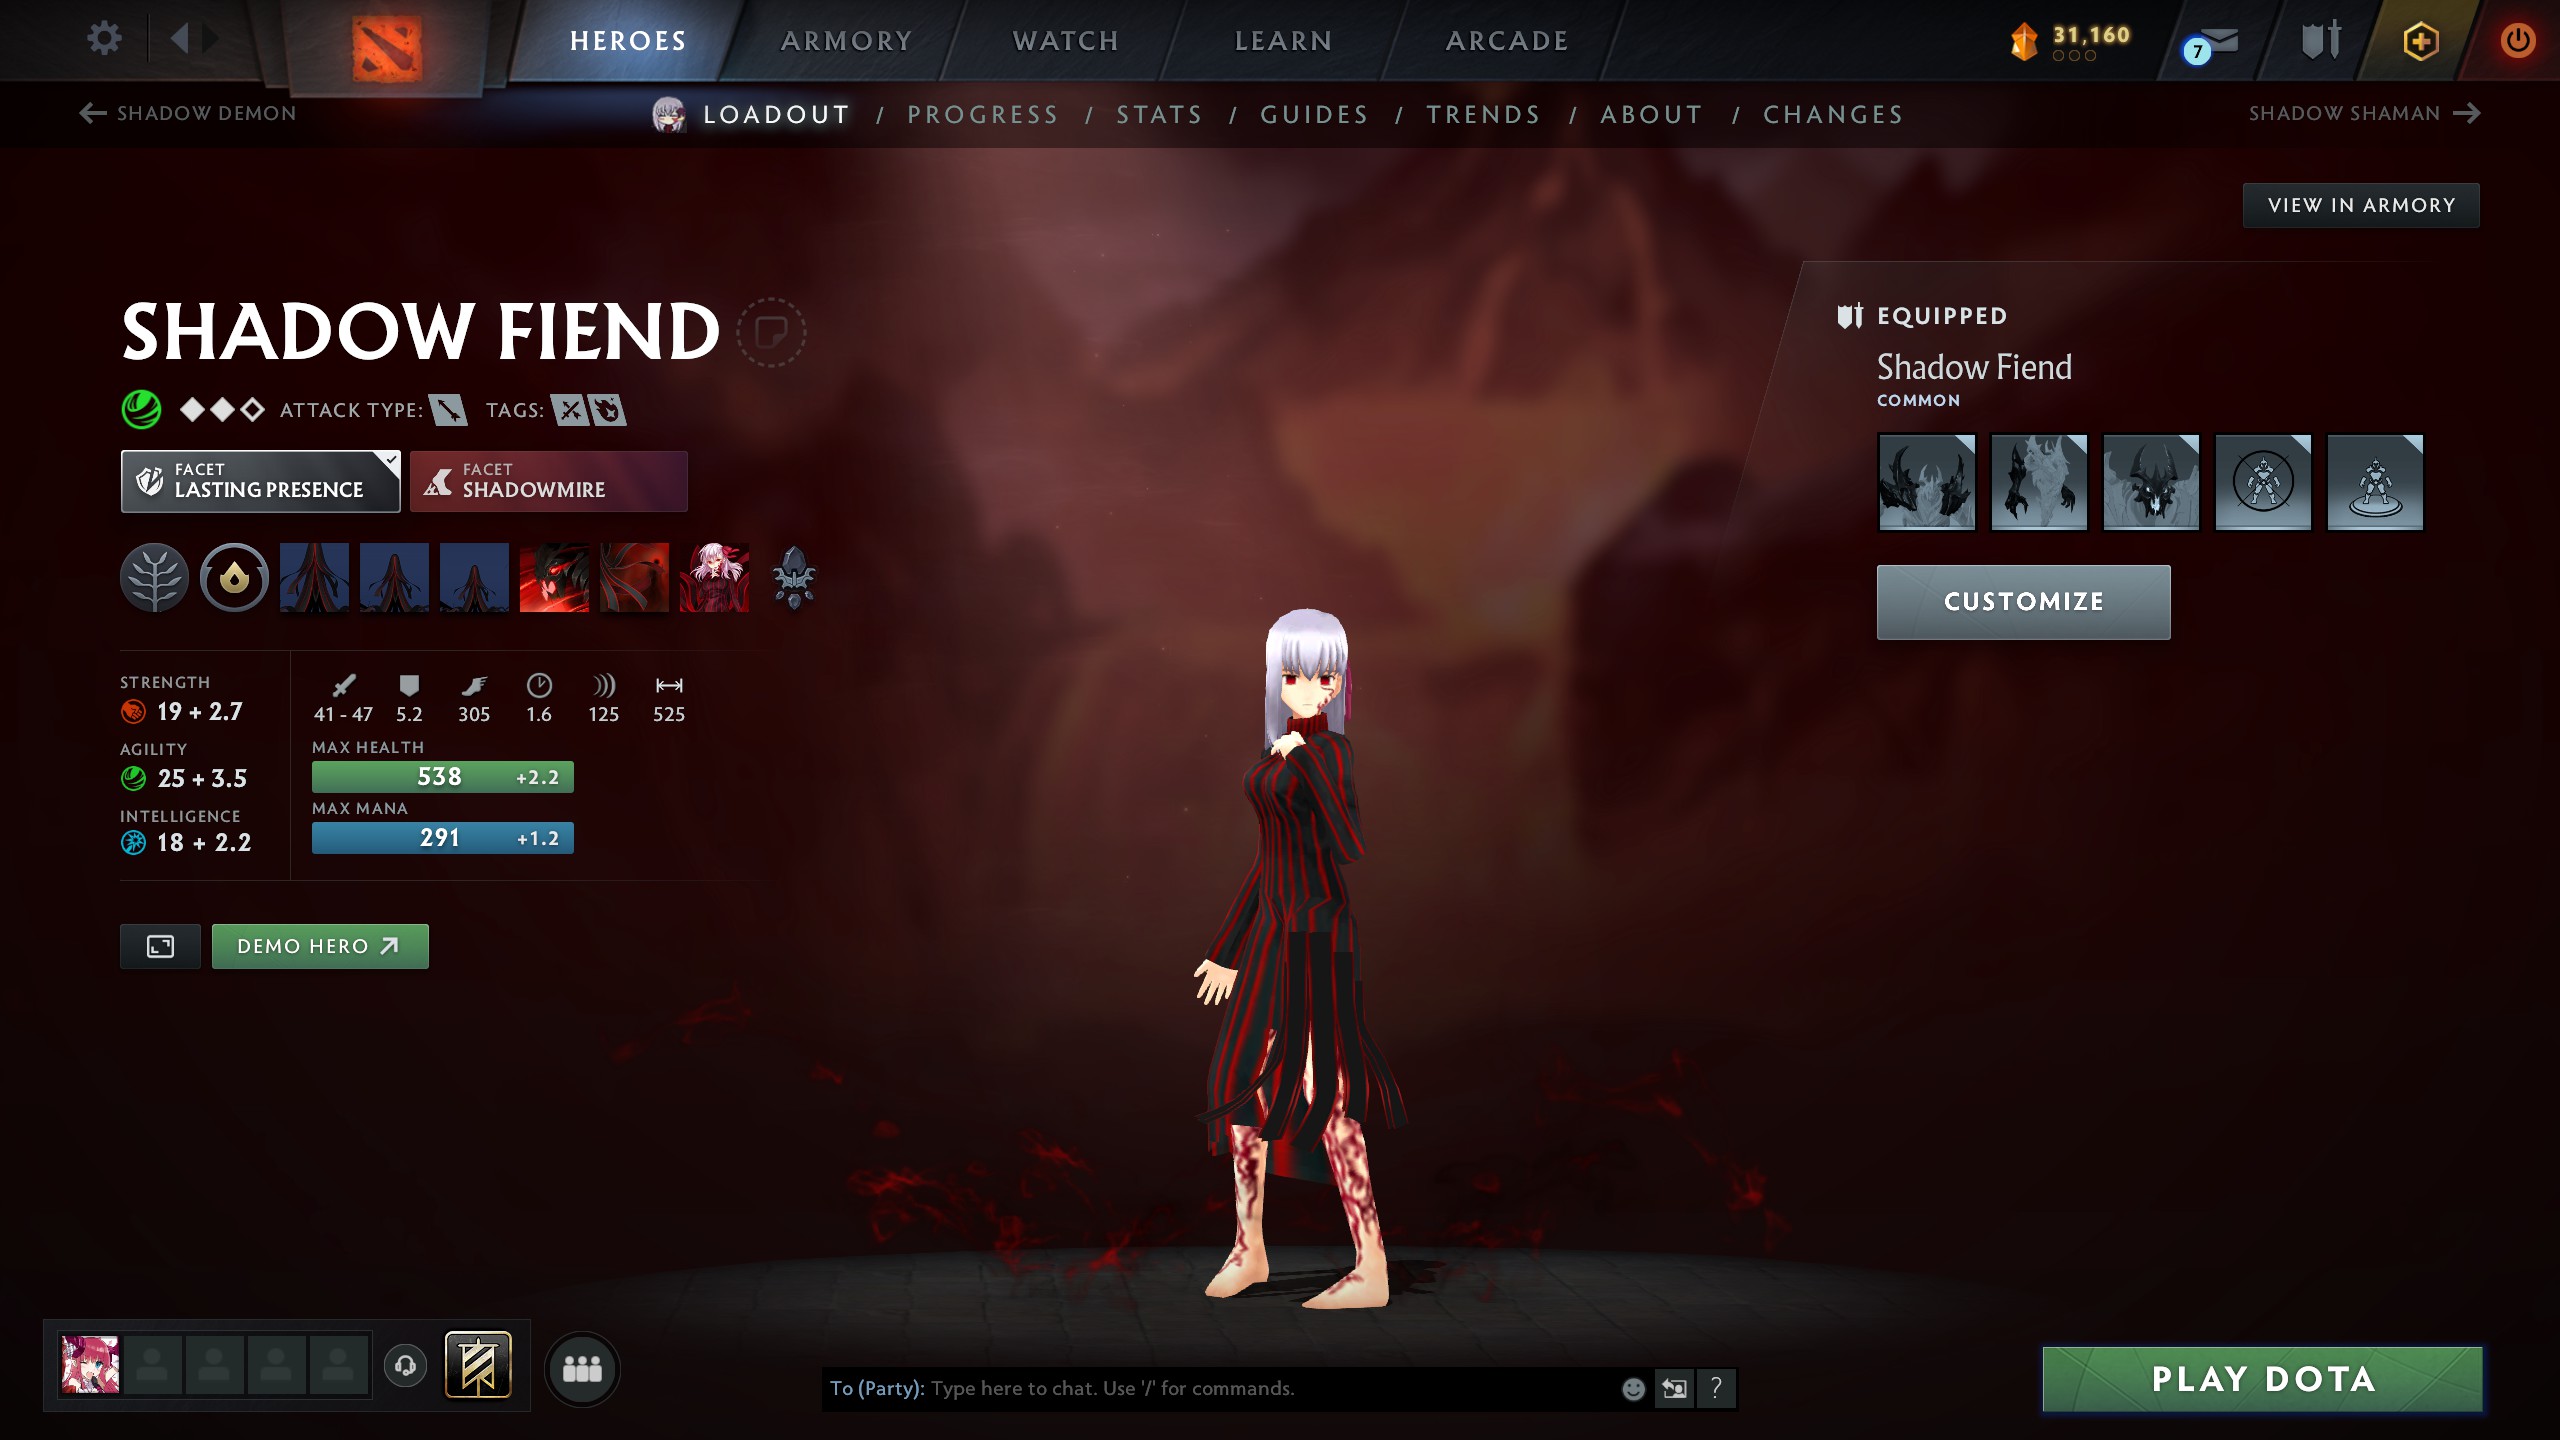 HEROES
ARMORY
WATCH
LEARN
ARCADE
31,160
7
SHADOW DEMON
LOADOUT / PROGRESS / STATS / GUIDES / TRENDS / ABOUT / CHANGES
SHADOW SHAMAN
VIEW IN ARMORY
SHADOW FIEND
ATTACK TYPE:
TAGS:
FACET
LASTING PRESENCE
FACET
SHADOWMIRE
STRENGTH
19 + 2.7
AGILITY
25 + 3.5
INTELLIGENCE
18 + 2.2
41 - 47
5.2
305
1.6
125
525
MAX HEALTH
538 +2.2
MAX MANA
291 +1.2
DEMO HERO
EQUIPPED
Shadow Fiend
COMMON
CUSTOMIZE
To (Party): Type here to chat. Use '/' for commands.
?
PLAY DOTA